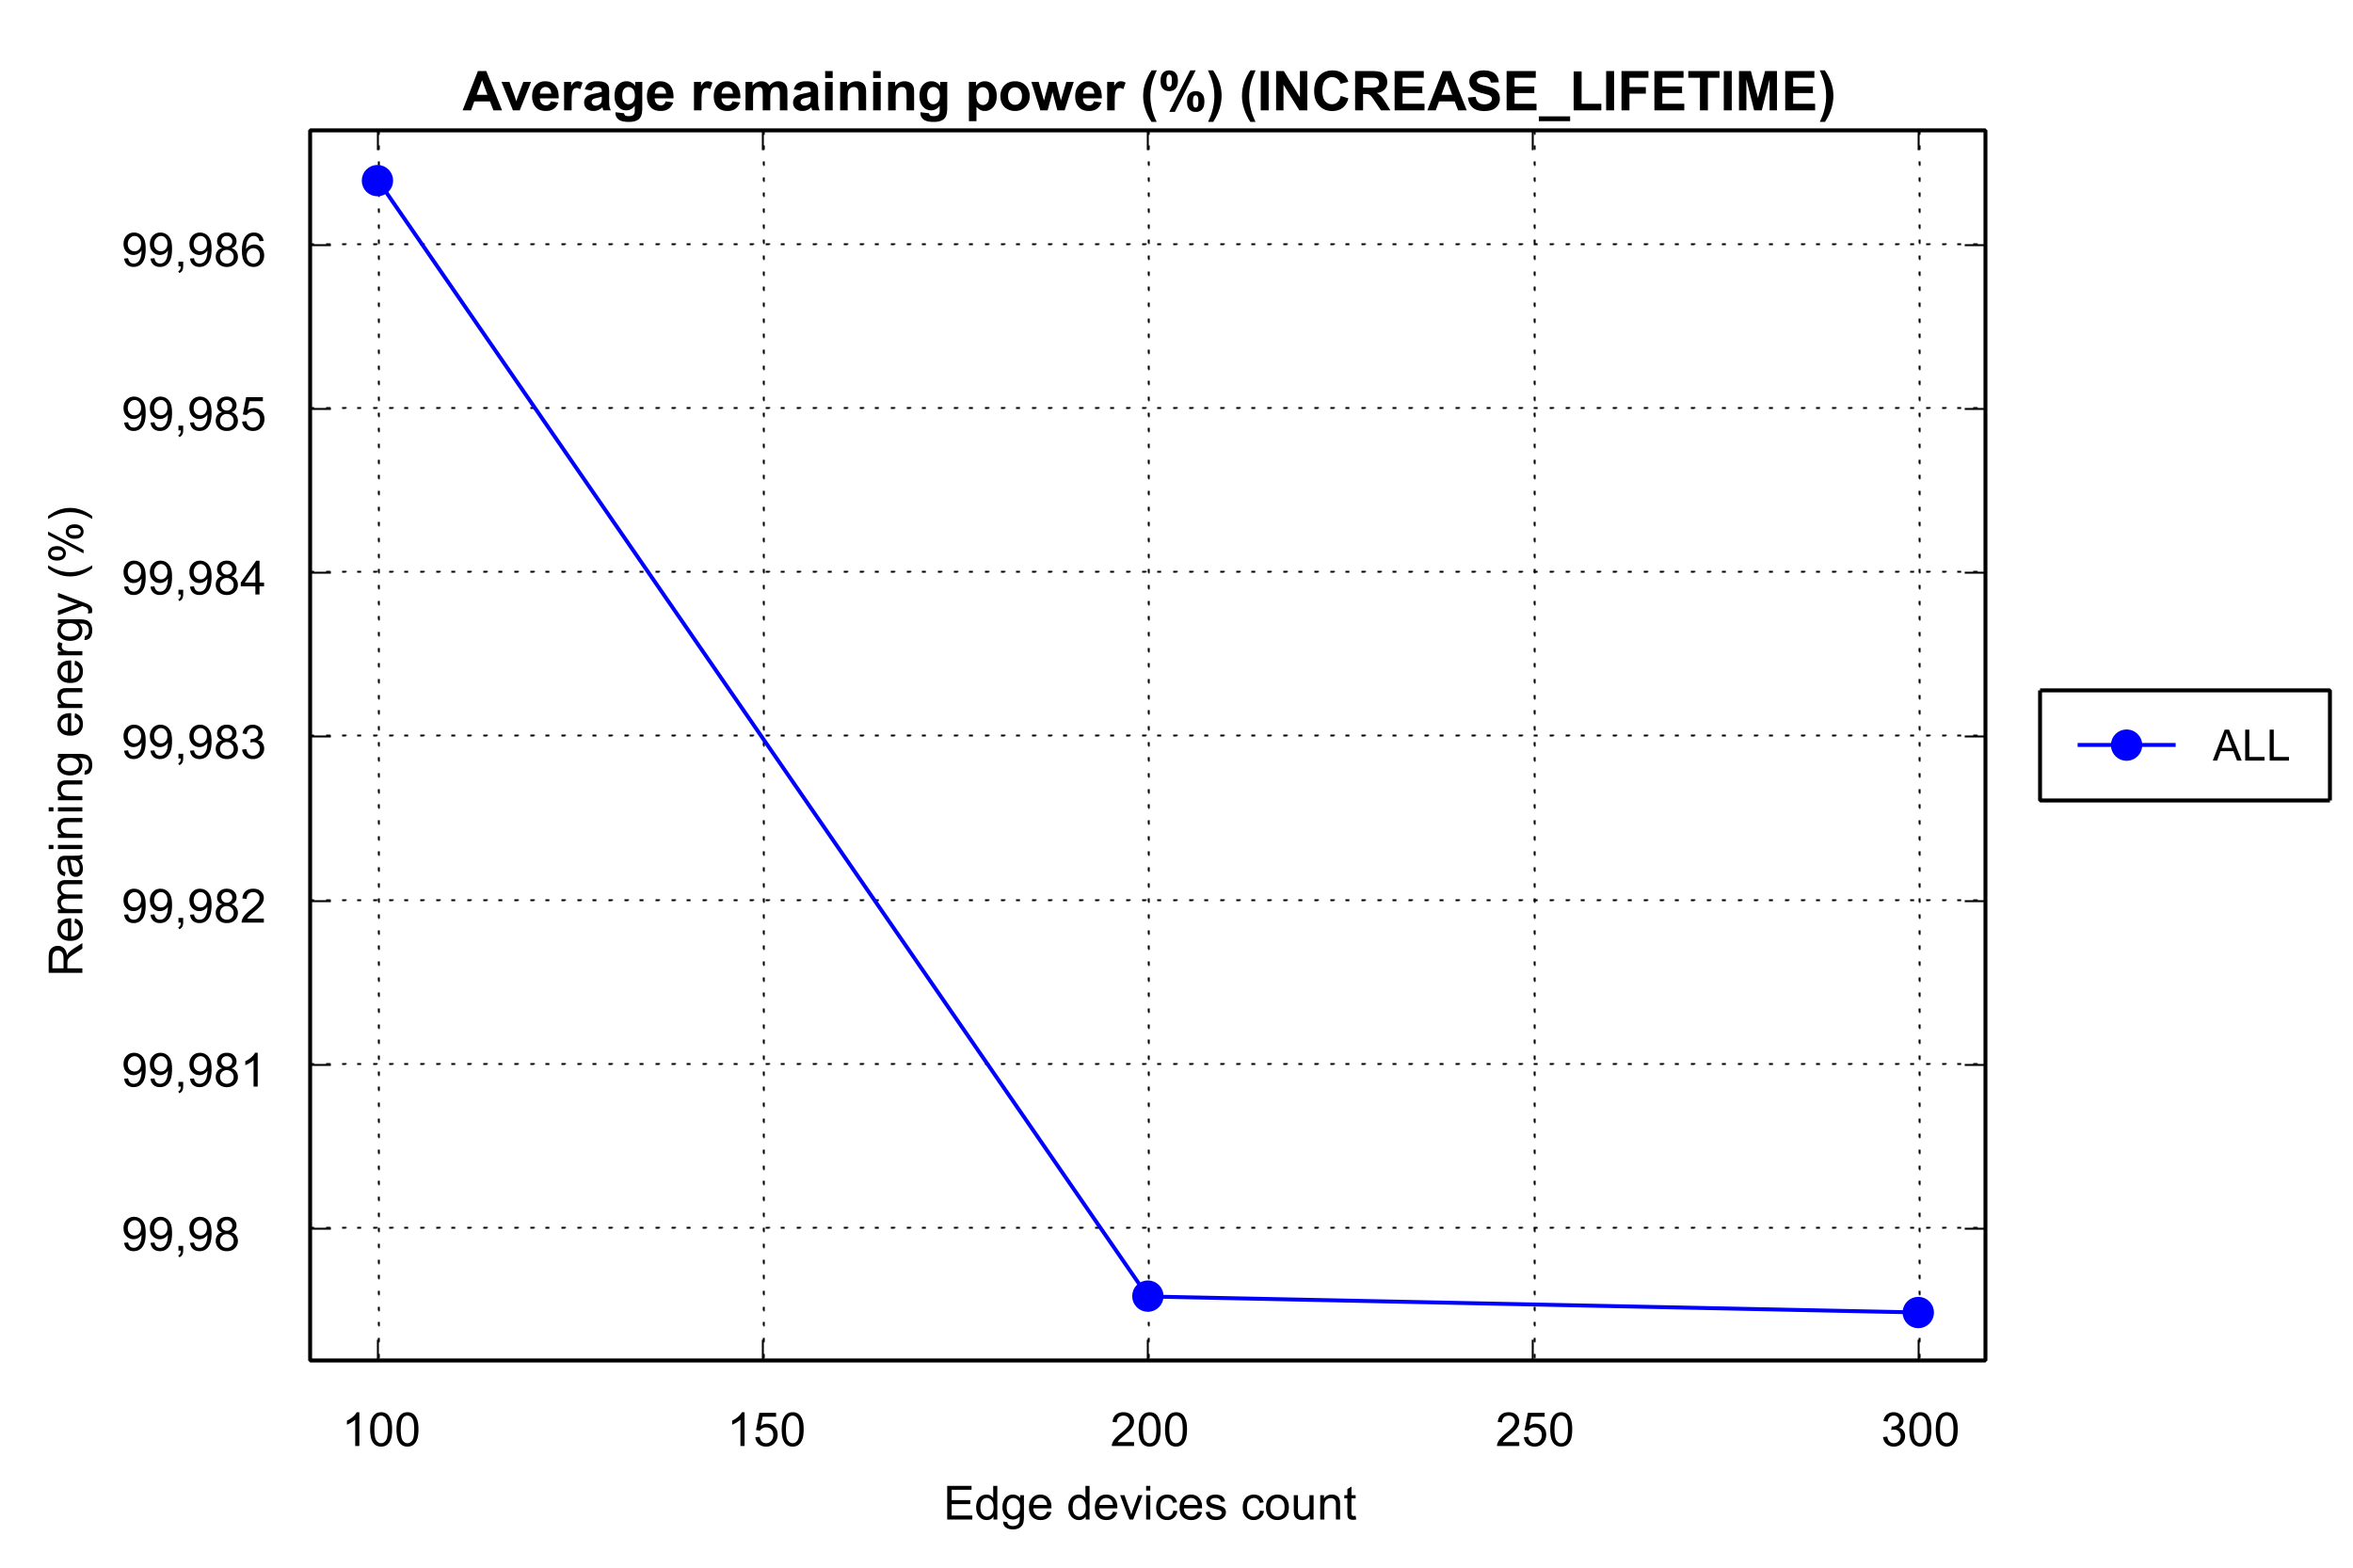 Average remaining power (%) (INCREASE_LIFETIME)
99,986
99,985
99,984
99,983
99,982
99,981
99,98
Remaining energy (%)
ALL
100 150 200 250 300
Edge devices count